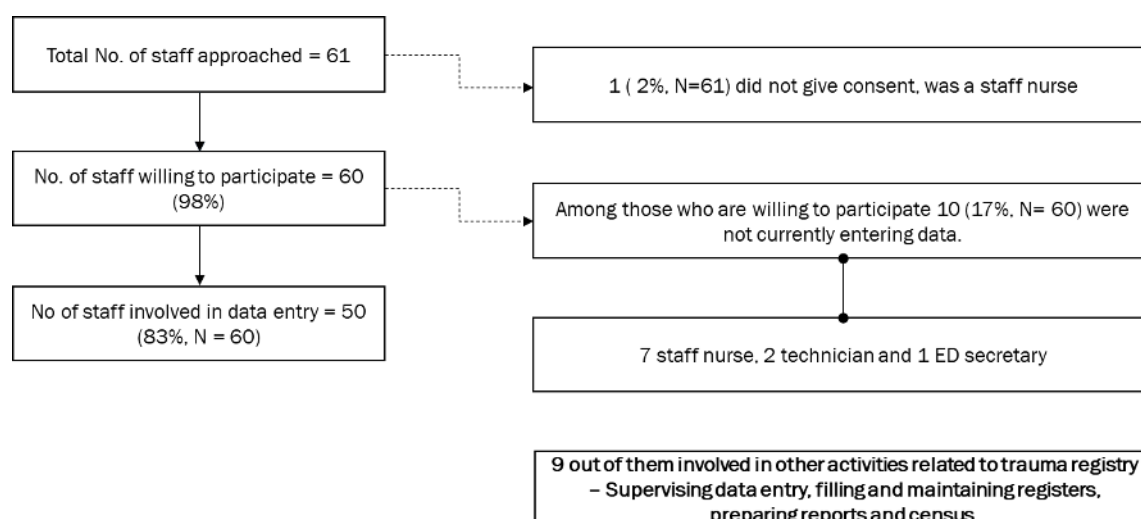 Total No. of staff approached = 61
1 ( 2%, N=61) did not give consent, was a staff nurse
No. of staff willing to participate = 60
(98%)
Among those who are willing to participate 10 (17%, N= 60) were
not currently entering data.
No of staff involved in data entry = 50
(83%, N = 60)
7 staff nurse, 2 technician and 1 ED secretary
9 out of them involved in other activities related to trauma registry
– Supervising data entry, filling and maintaining registers,
preparing reports and census